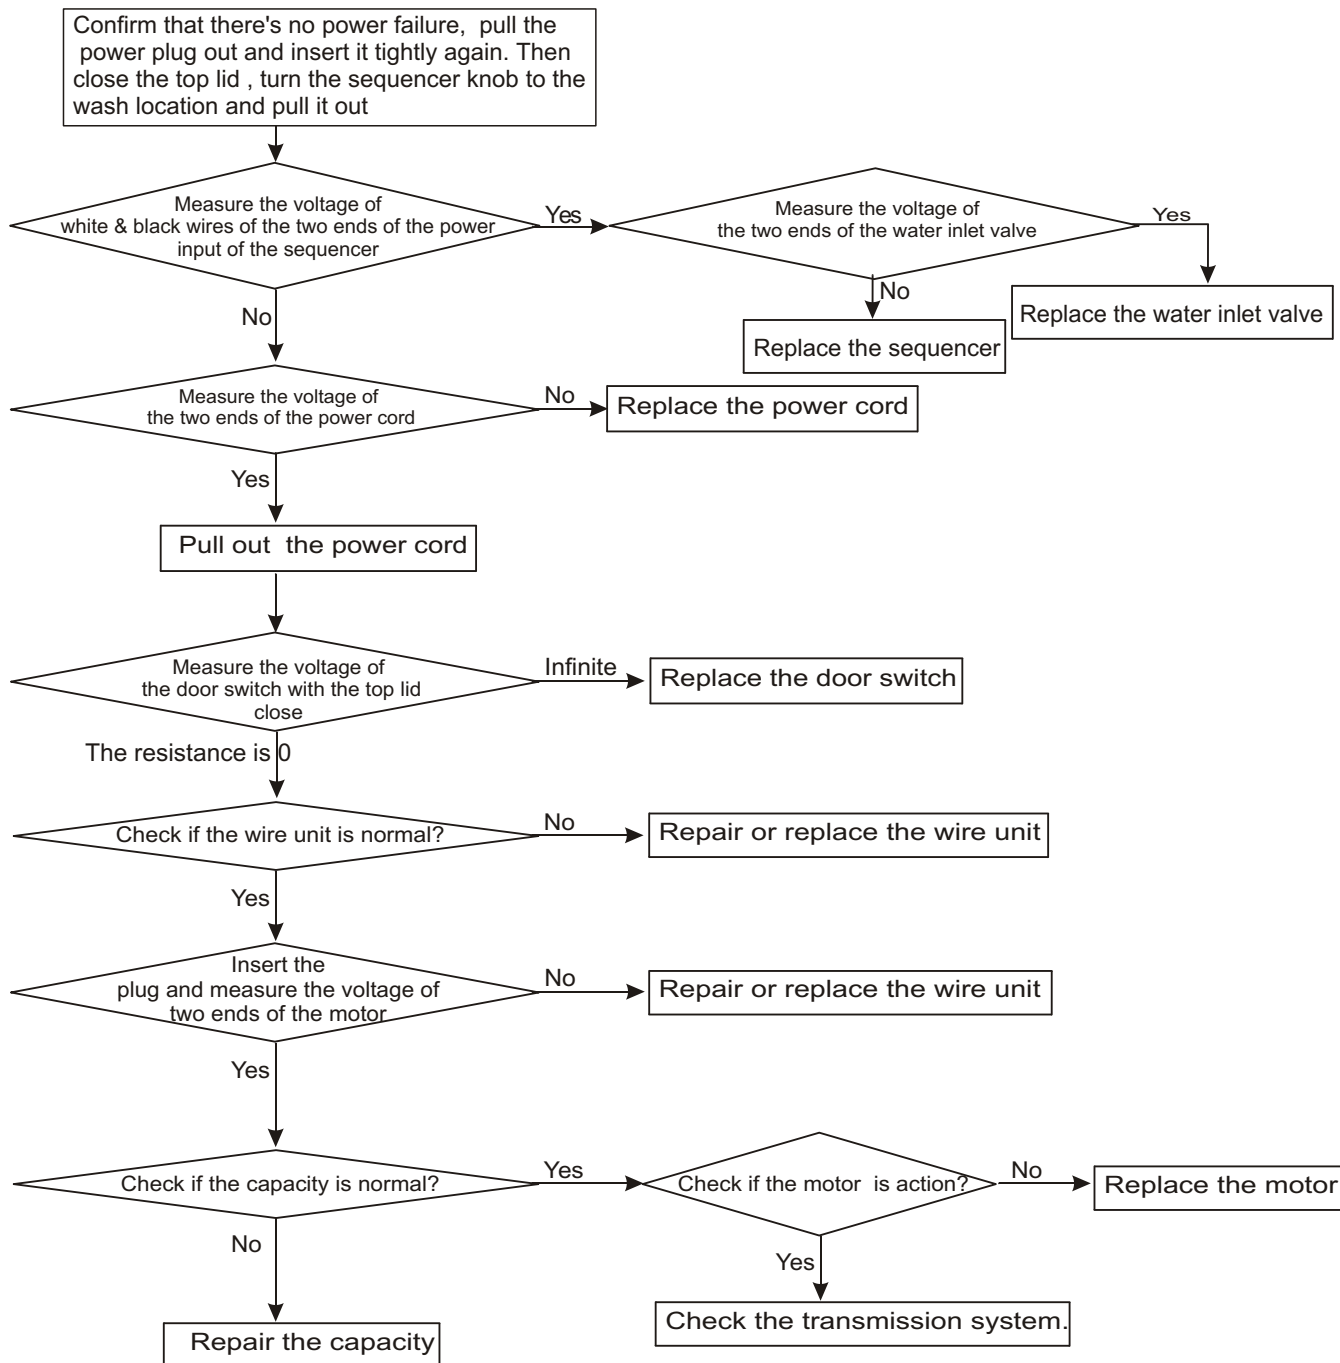 Confirm that there's no power failure, pull the
power plug out and insert it tightly again. Then
close the top lid , turn the sequencer knob to the
wash location and pull it out
Measure the voltage of
white & black wires of the two ends of the power
input of the sequencer
Yes
Measure the voltage of
the two ends of the water inlet valve
Yes
No
Replace the water inlet valve
Replace the sequencer
No
Measure the voltage of
the two ends of the power cord
No
Replace the power cord
Yes
Pull out the power cord
Measure the voltage of
the door switch with the top lid
close
Infinite
Replace the door switch
The resistance is 0
Check if the wire unit is normal?
No
Repair or replace the wire unit
Yes
Insert the
plug and measure the voltage of
two ends of the motor
No
Repair or replace the wire unit
Yes
Check if the capacity is normal?
Yes
Check if the motor is action?
No
Replace the motor
No
Yes
Repair the capacity
Check the transmission system.